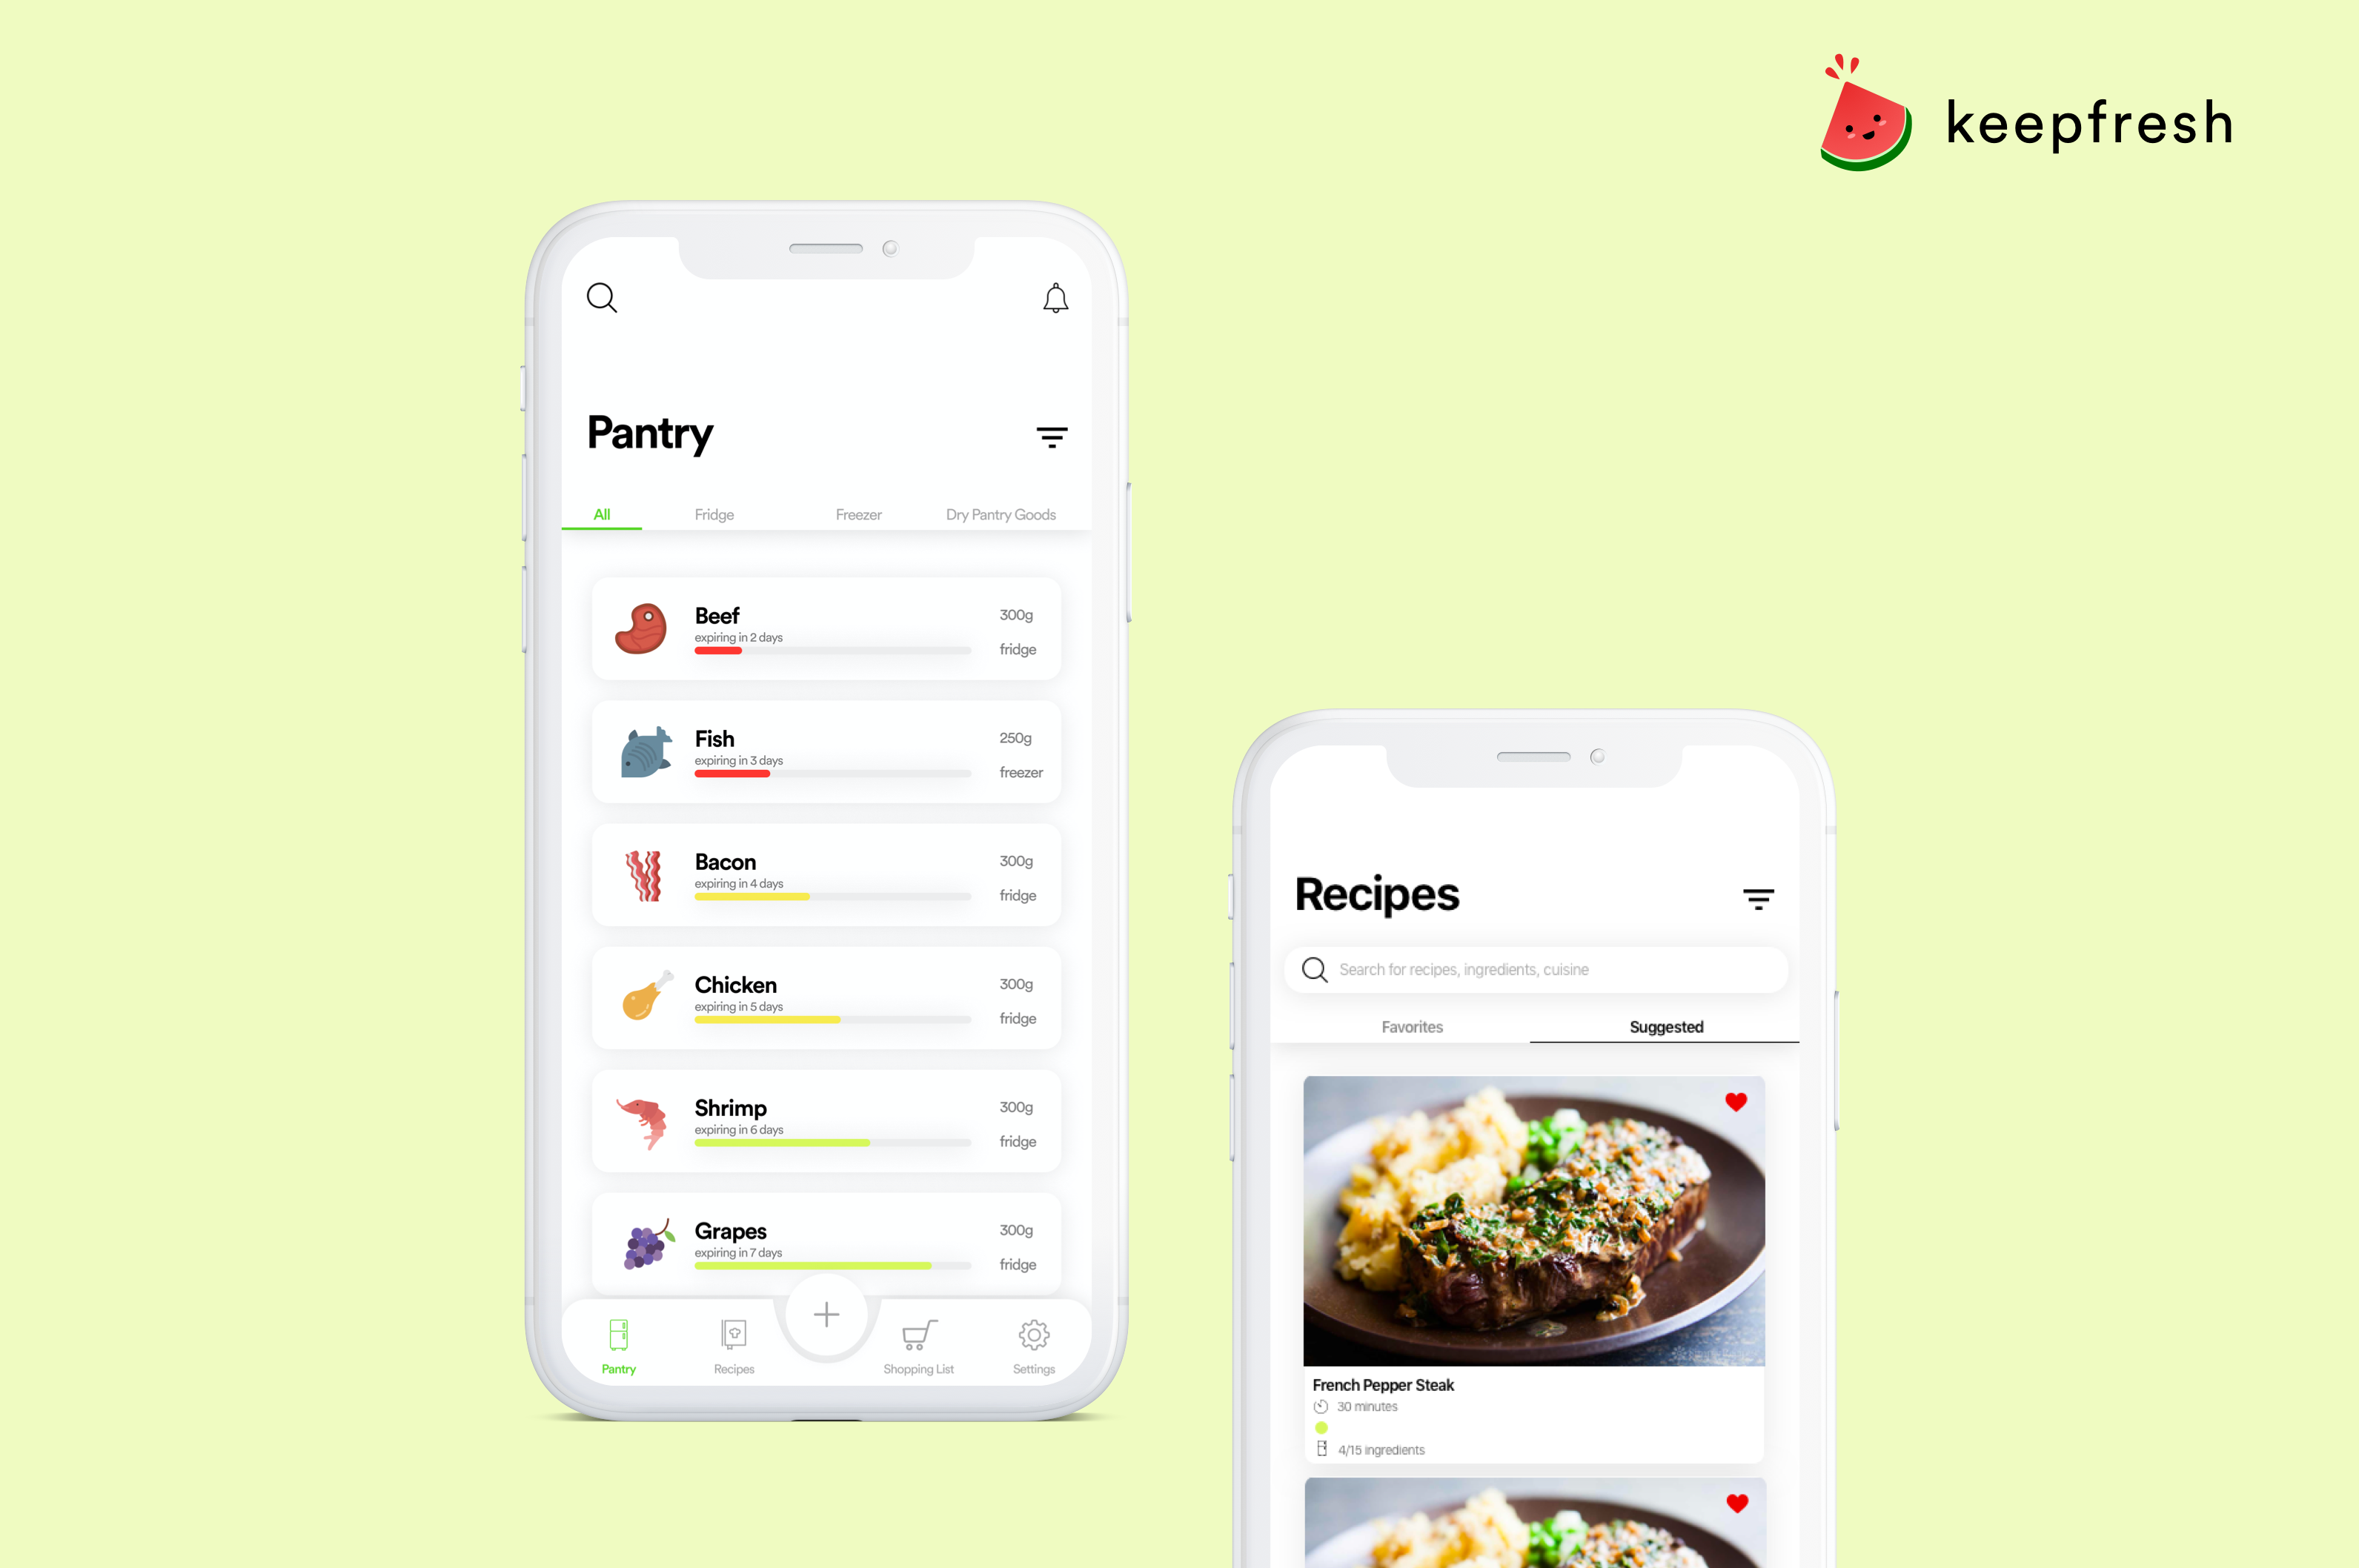 keepfresh
Pantry
All Fridge Freezer Dry Pantry Goods
Beef 300g
expiring in 2 days
fridge
Fish 250g
expiring in 3 days
freezer
Bacon 300g
expiring in 4 days
fridge
Chicken 300g
expiring in 5 days
fridge
Shrimp 300g
expiring in 6 days
fridge
Grapes 300g
expiring in 7 days
fridge
Pantry Recipes Shopping List Settings
Recipes
Search for recipes, ingredients, cuisine
Favorites Suggested
French Pepper Steak
30 minutes
4/15 ingredients